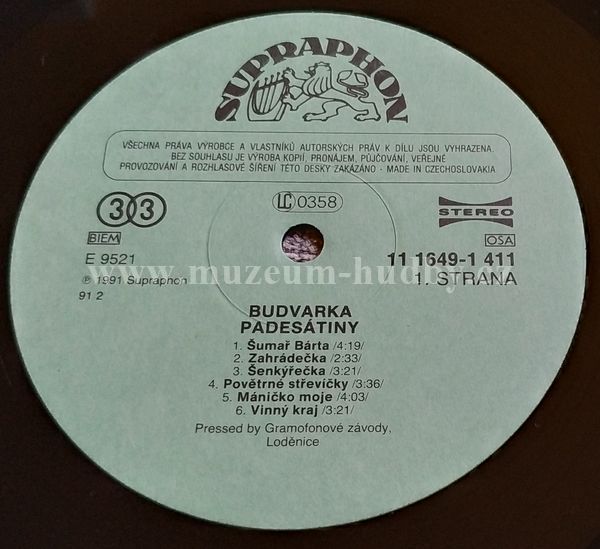 SUPRAPHON
VŠECHNA PRÁVA VÝROBCE A VLASTNÍKŮ AUTORSKÝCH PRÁV K DÍLU JSOU VYHRAZENA.
BEZ SOUHLASU JE VÝROBA KOPIÍ, PRONÁJEM, PŮJČOVÁNÍ, VEŘEJNÉ
PROVOZOVÁNÍ A ROZHLASOVÉ ŠÍŘENÍ TÉTO DESKY ZAKÁZÁNO - MADE IN CZECHOSLOVAKIA
33 LC 0358 STEREO
BIEM OSA
E 9521 11 1649-1 411
www.muzeum-hudby.
℗ 1991 Supraphon 1. STRANA
91 2
BUDVARKA
PADESÁTINY
1. Šumař Bárta /4:19/
2. Zahrádečka /2:33/
3. Šenkýřečka /3:21/
4. Povětrné střevíčky /3:36/
5. Máničko moje /4:03/
6. Vinný kraj /3:21/
Pressed by Gramofonové závody,
Loděnice